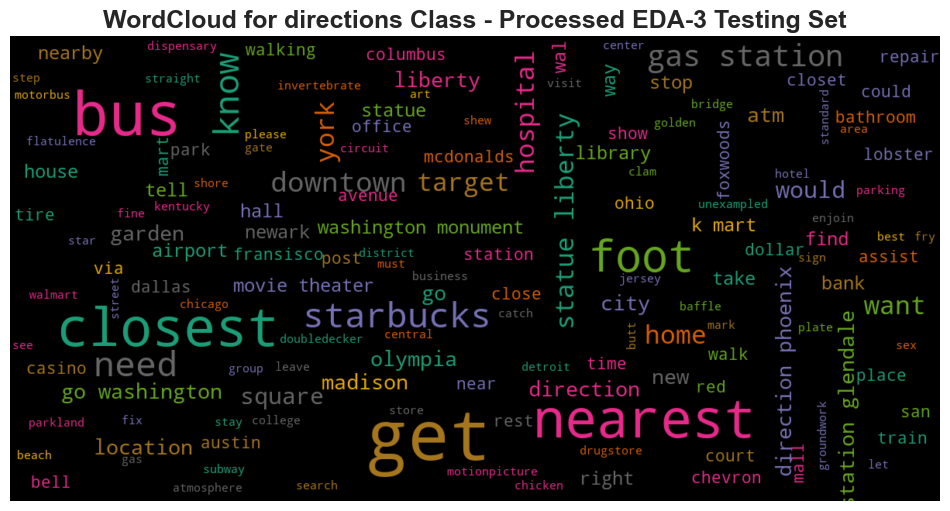 WordCloud for directions Class - Processed EDA-3 Testing Set
nearby
dispensary
walking
columbus
wal
center
gas station
repair
step
straight
know
invertebrate
liberty
hospital
visit
way
stop
closet
could
motorbus
bus
art
statue
bridge
atm
standard
bathroom
flatulence
please
york
office
shew
show
golden
area
gate
circuit
mart
park
mcdonalds
library
foxwoods
lobster
house
tell
downtown
target
statue liberty
clam
hotel
would
parking
shore
avenue
kentucky
ohio
unexampled
tire
fine
hall
k mart
enjoin
garden
newark
washington monument
find
best
fry
star
airport
fransisco
post
district
station
foot
dollar
sign
assist
via
must
business
take
bank
walmart
street
dallas
movie theater
go
close
jersey
city
baffle
want
chicago
catch
closest
starbucks
doubledecker
central
butt
home
mark
plate
see
need
olympia
walk
direction phoenix
station glendale
sex
casino
group
leave
detroit
time
near
madison
new
red
place
go washington
square
direction
store
parkland
fix
stay
college
get
rest
nearest
san
beach
location
austin
drugstore
court
mall
groundwork
train
gas
subway
motionpicture
let
bell
atmosphere
search
chicken
right
chevron